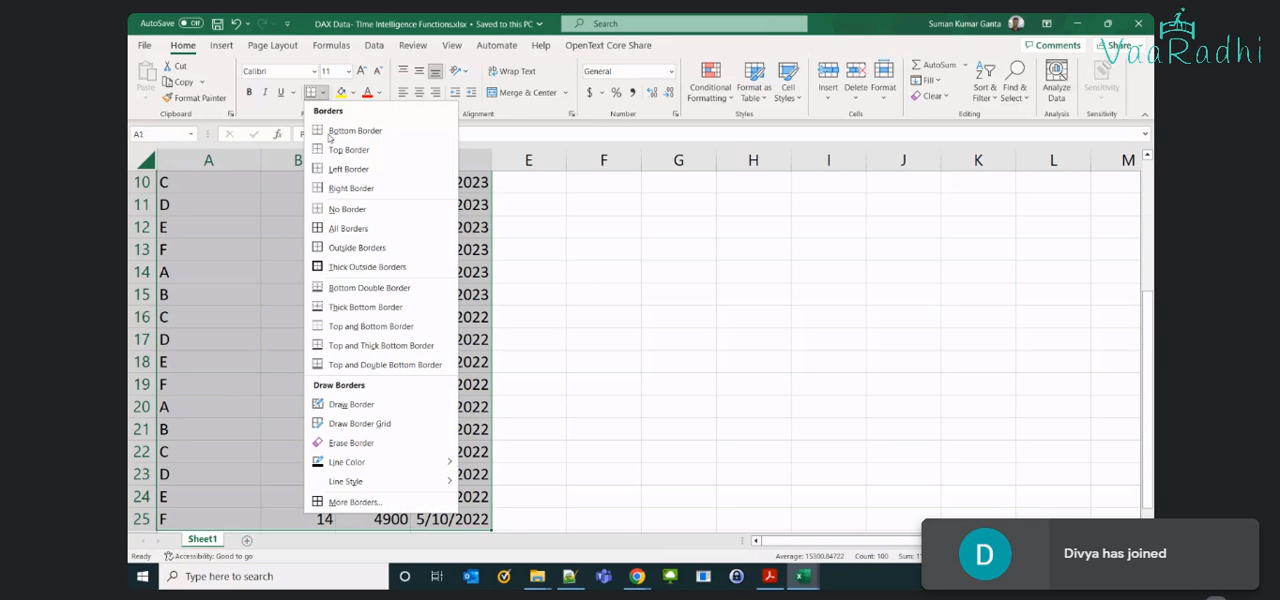 AutoSave Off DAX Data- TIme Intelligence Functions.xlsx • Saved to this PC Search Suman Kumar Ganta
VaaRadhi
File Home Insert Page Layout Formulas Data Review View Automate Help OpenText Core Share Comments Share
Paste Cut Copy Format Painter
Calibri 11 A A
B I U A
Wrap Text
Merge & Center
Alignment
General
$ % ,
Number
Conditional Formatting Format as Table Cell Styles
Styles
Insert Delete Format
Cells
AutoSum Fill Clear Sort & Filter Find & Select
Editing
Analyze Data
Analysis
Sensitivity
Sensitivity
Clipboard
A1 fx
Borders
Bottom Border
Top Border
Left Border
Right Border
No Border
All Borders
Outside Borders
Thick Outside Borders
Bottom Double Border
Thick Bottom Border
Top and Bottom Border
Top and Thick Bottom Border
Top and Double Bottom Border
Draw Borders
Draw Border
Draw Border Grid
Erase Border
Line Color
Line Style
More Borders...
A B E F G H I J K L M
10 C 2023
11 D 2023
12 E 2023
13 F 2023
14 A 2023
15 B 2023
16 C 2022
17 D 2022
18 E 2022
19 F 2022
20 A 2022
21 B 2022
22 C 2022
23 D 2022
24 E 2022
25 F 14 4900 5/10/2022
Sheet1
Ready Accessibility: Good to go Average: 15300.84722 Count: 100
D Divya has joined
Type here to search